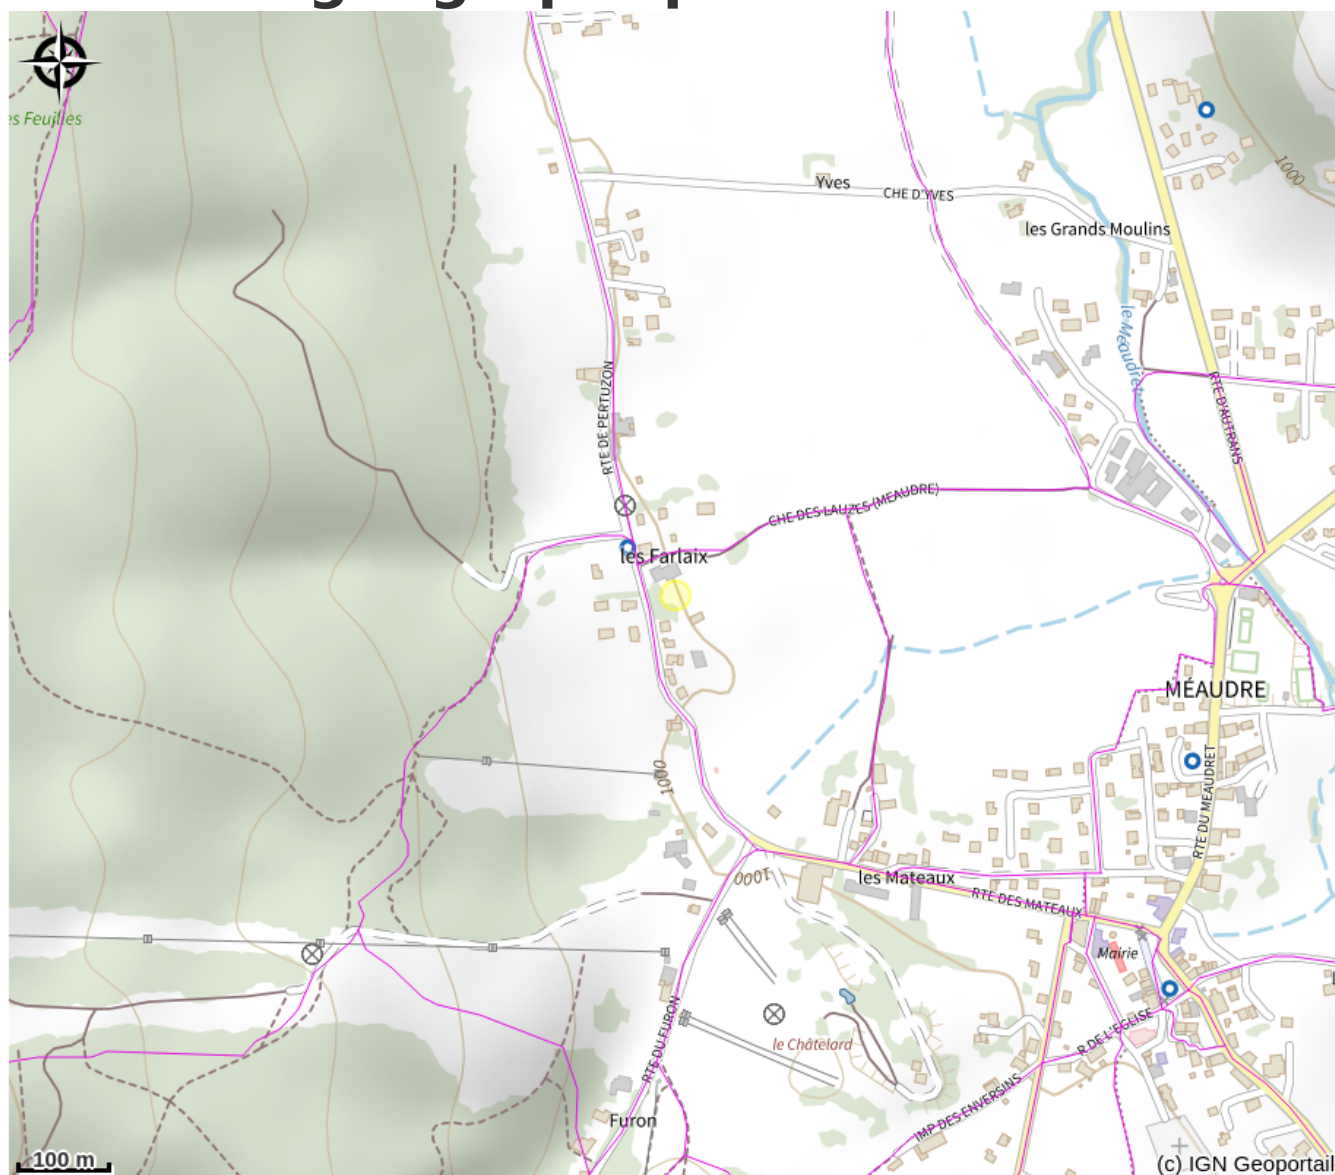 es Feuilles
1000
Yves
CHE D'YVES
les Grands Moulins
le Méaudret
RTE D'AUTRANS
RTE DE PERTUZON
CHE DES LAUZES (MEAUDRE)
les Farlaix
MÉAUDRE
1000
RTE DU MEAUDRET
1000
les Mateaux
RTE DES MATEAUX
Mairie
le Châtelard
R DE L'EGLISE
RTE DU FURON
IMP DES ENVERSINS
Furon
100 m
(c) IGN Geoportail